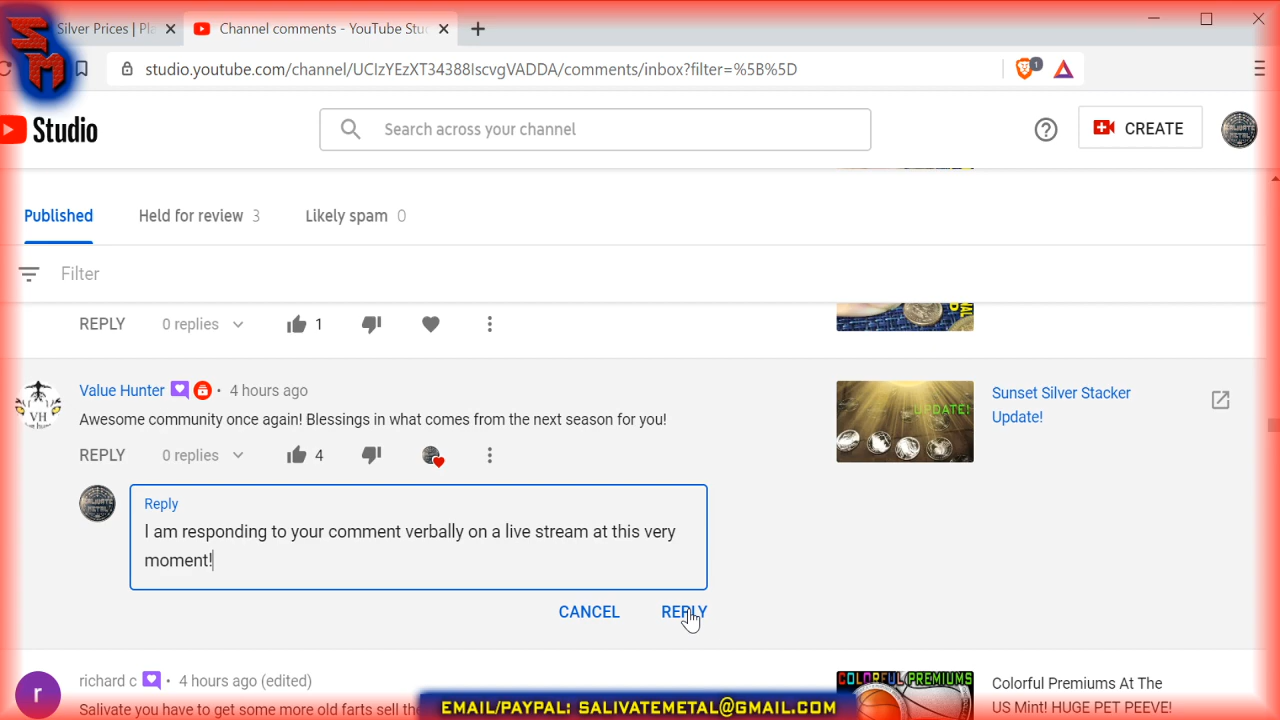 SM
Silver Prices | Pla
Channel comments - YouTube Stu
studio.youtube.com/channel/UCIzYEzXT34388IscvgVADDA/comments/inbox?filter=%5B%5D
1
Studio
Search across your channel
CREATE
Published
Held for review 3
Likely spam 0
Filter
REPLY 0 replies 1
Value Hunter • 4 hours ago
VH
Awesome community once again! Blessings in what comes from the next season for you!
REPLY 0 replies 4
UPDATE!
Sunset Silver Stacker
Update!
Reply
I am responding to your comment verbally on a live stream at this very
moment!
CANCEL REPLY
r
richard c • 4 hours ago (edited)
Salivate you have to get some more old farts sell the
COLORFUL PREMIUMS
Colorful Premiums At The
US Mint! HUGE PET PEEVE!
EMAIL/PAYPAL: SALIVATEMETAL@GMAIL.COM